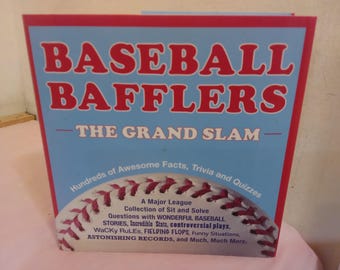 BASEBALL
BAFFLERS
THE GRAND SLAM
Hundreds of Awesome Facts, Trivia and Quizzes
A Major League
Collection of Sit and Solve
Questions with WONDERFUL BASEBALL
STORIES, Incredible Stats, controversial plays,
WaCKy RuLEs, FIELDING FLOPS, Funny Situations,
ASTONISHING RECORDS, and Much, Much More.